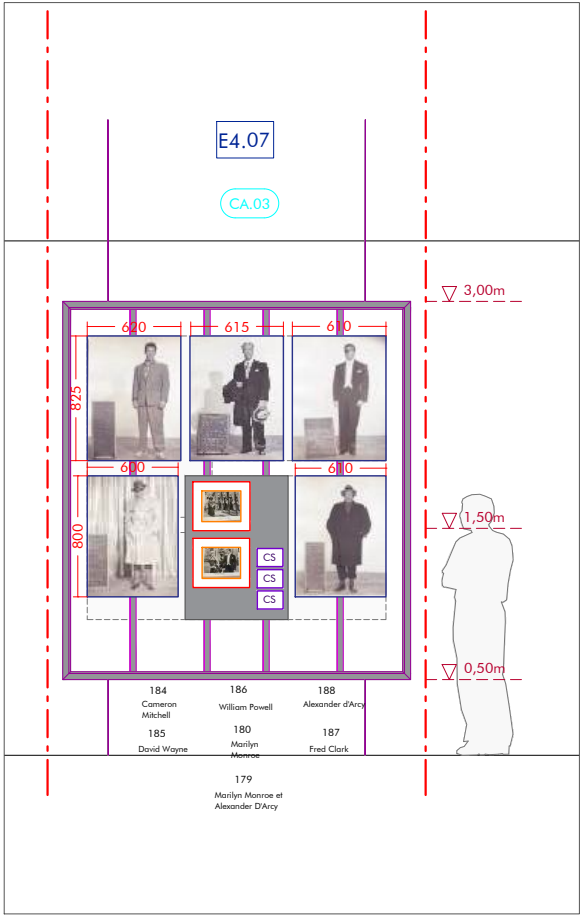 E4.07
CA.03
3,00m
620
615
610
825
600
610
800
1,50m
CS
CS
CS
0,50m
184
Cameron
Mitchell
186
William Powell
188
Alexander d'Arcy
185
David Wayne
180
Marilyn
Monroe
187
Fred Clark
179
Marilyn Monroe et
Alexander D'Arcy